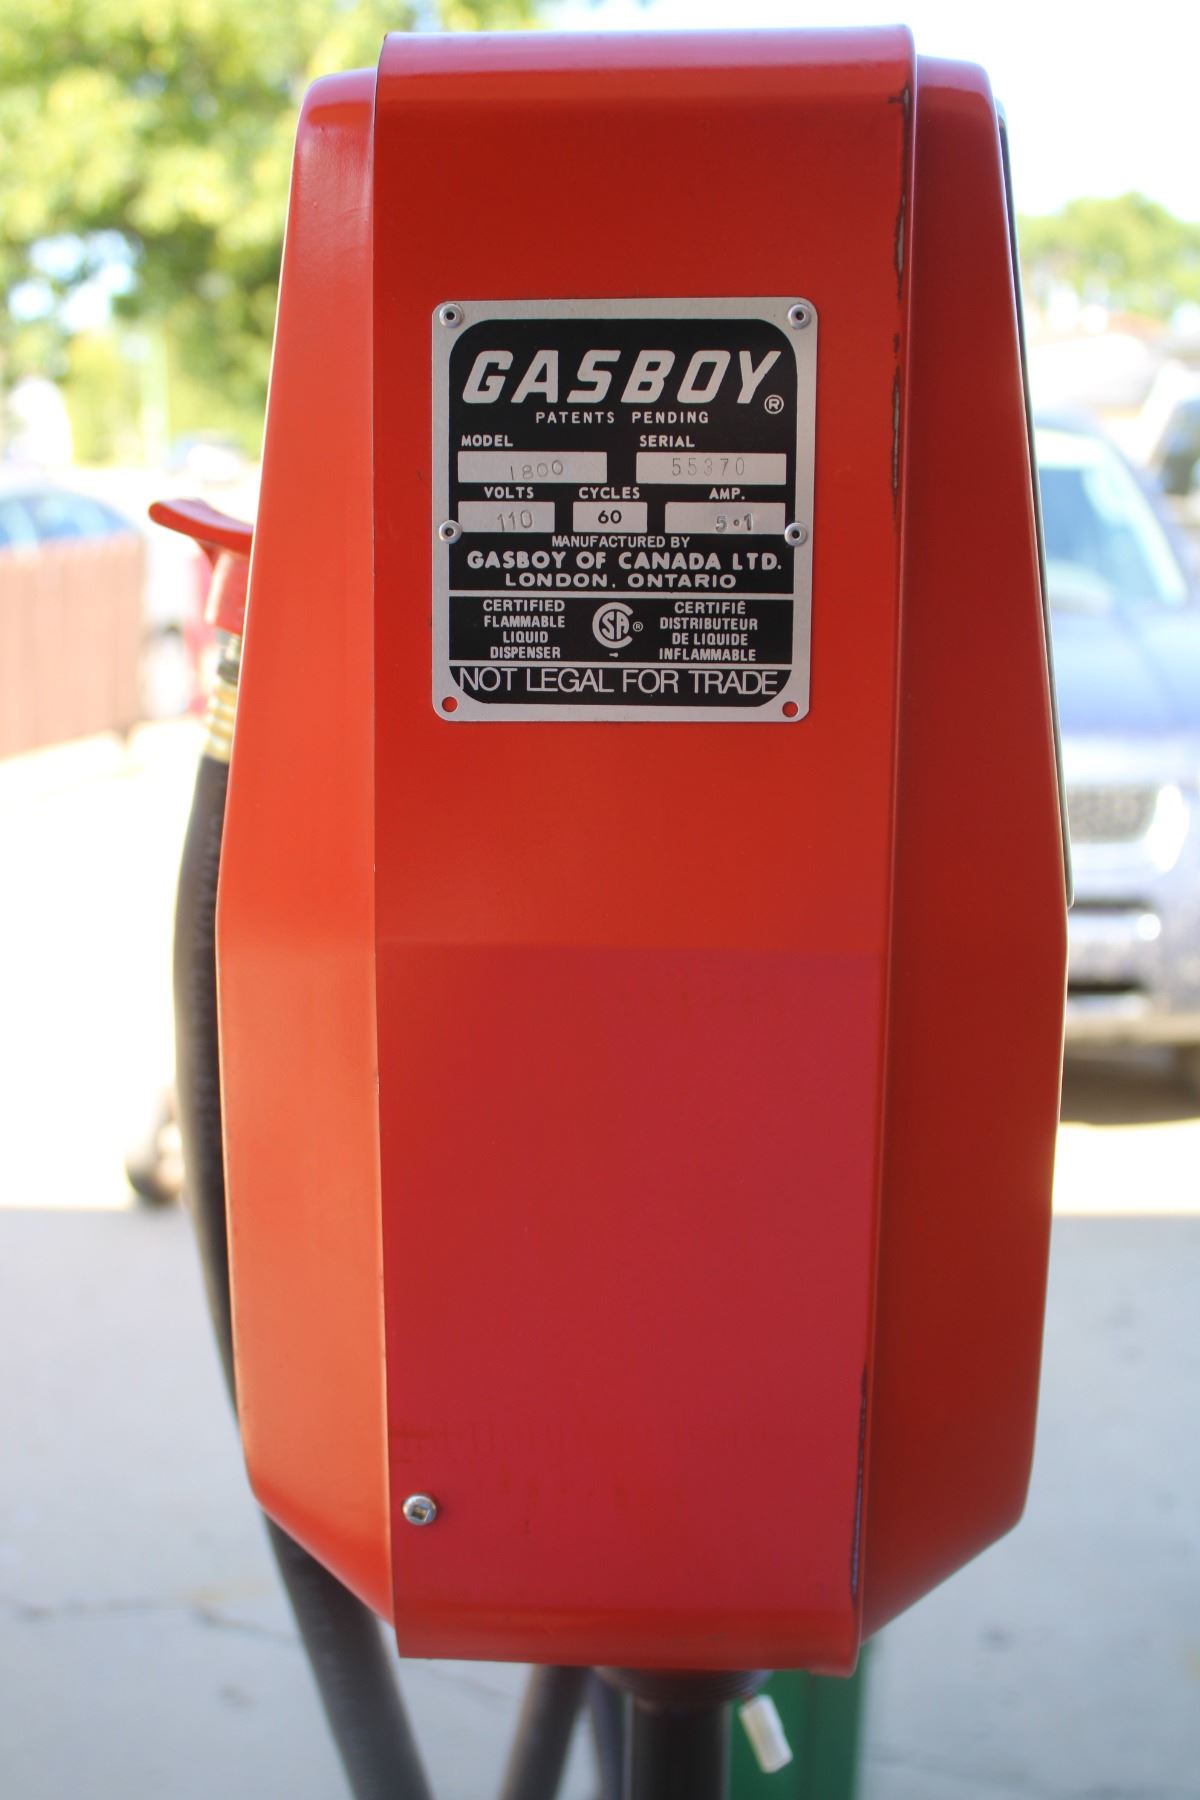 GASBOY®
PATENTS PENDING
MODEL SERIAL
1800 55370
VOLTS CYCLES AMP.
110 60 5.1
MANUFACTURED BY
GASBOY OF CANADA LTD.
LONDON, ONTARIO
CERTIFIED
FLAMMABLE
LIQUID
DISPENSER
SA®
CERTIFIÉ
DISTRIBUTEUR
DE LIQUIDE
INFLAMMABLE
NOT LEGAL FOR TRADE